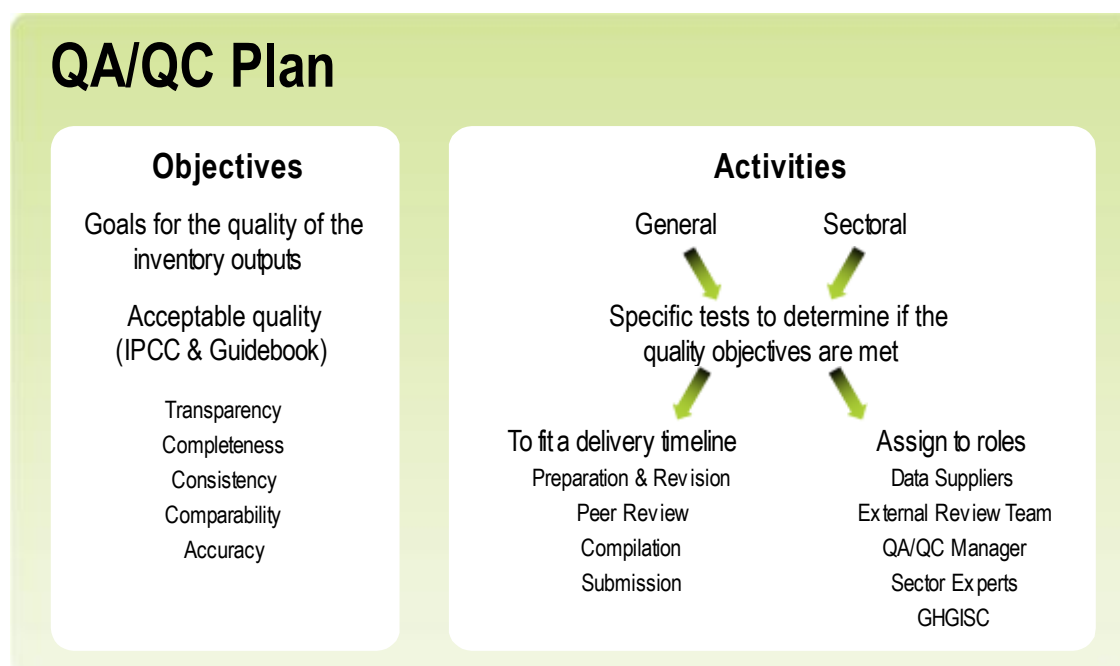 QA/QC Plan
Objectives
Goals for the quality of the
inventory outputs
Acceptable quality
(IPCC & Guidebook)
Transparency
Completeness
Consistency
Comparability
Accuracy
Activities
General
Sectoral
Specific tests to determine if the
quality objectives are met
To fit a delivery timeline
Preparation & Revision
Peer Review
Compilation
Submission
Assign to roles
Data Suppliers
External Review Team
QA/QC Manager
Sector Experts
GHGISC